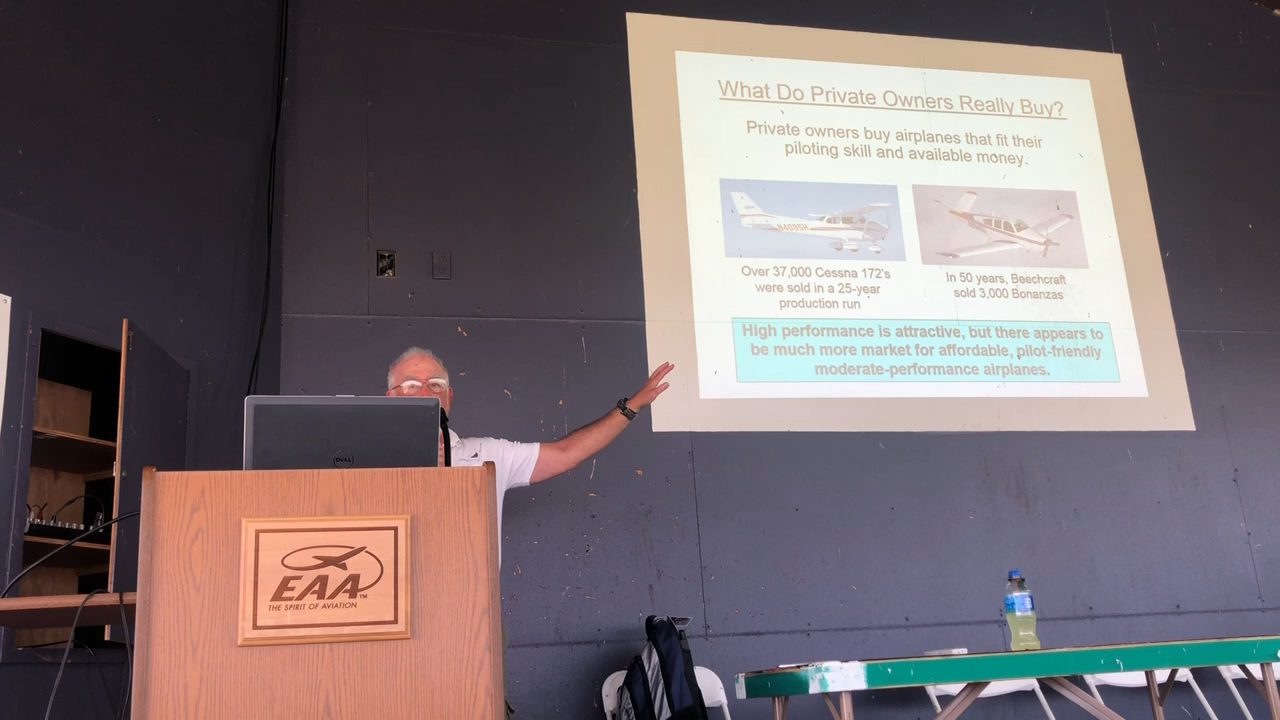 What Do Private Owners Really Buy?
Private owners buy airplanes that fit their
piloting skill and available money.
N4095H
Over 37,000 Cessna 172's
were sold in a 25-year
production run
In 50 years, Beechcraft
sold 3,000 Bonanzas
High performance is attractive, but there appears to
be much more market for affordable, pilot-friendly
moderate-performance airplanes.
DELL
EAA™
THE SPIRIT OF AVIATION